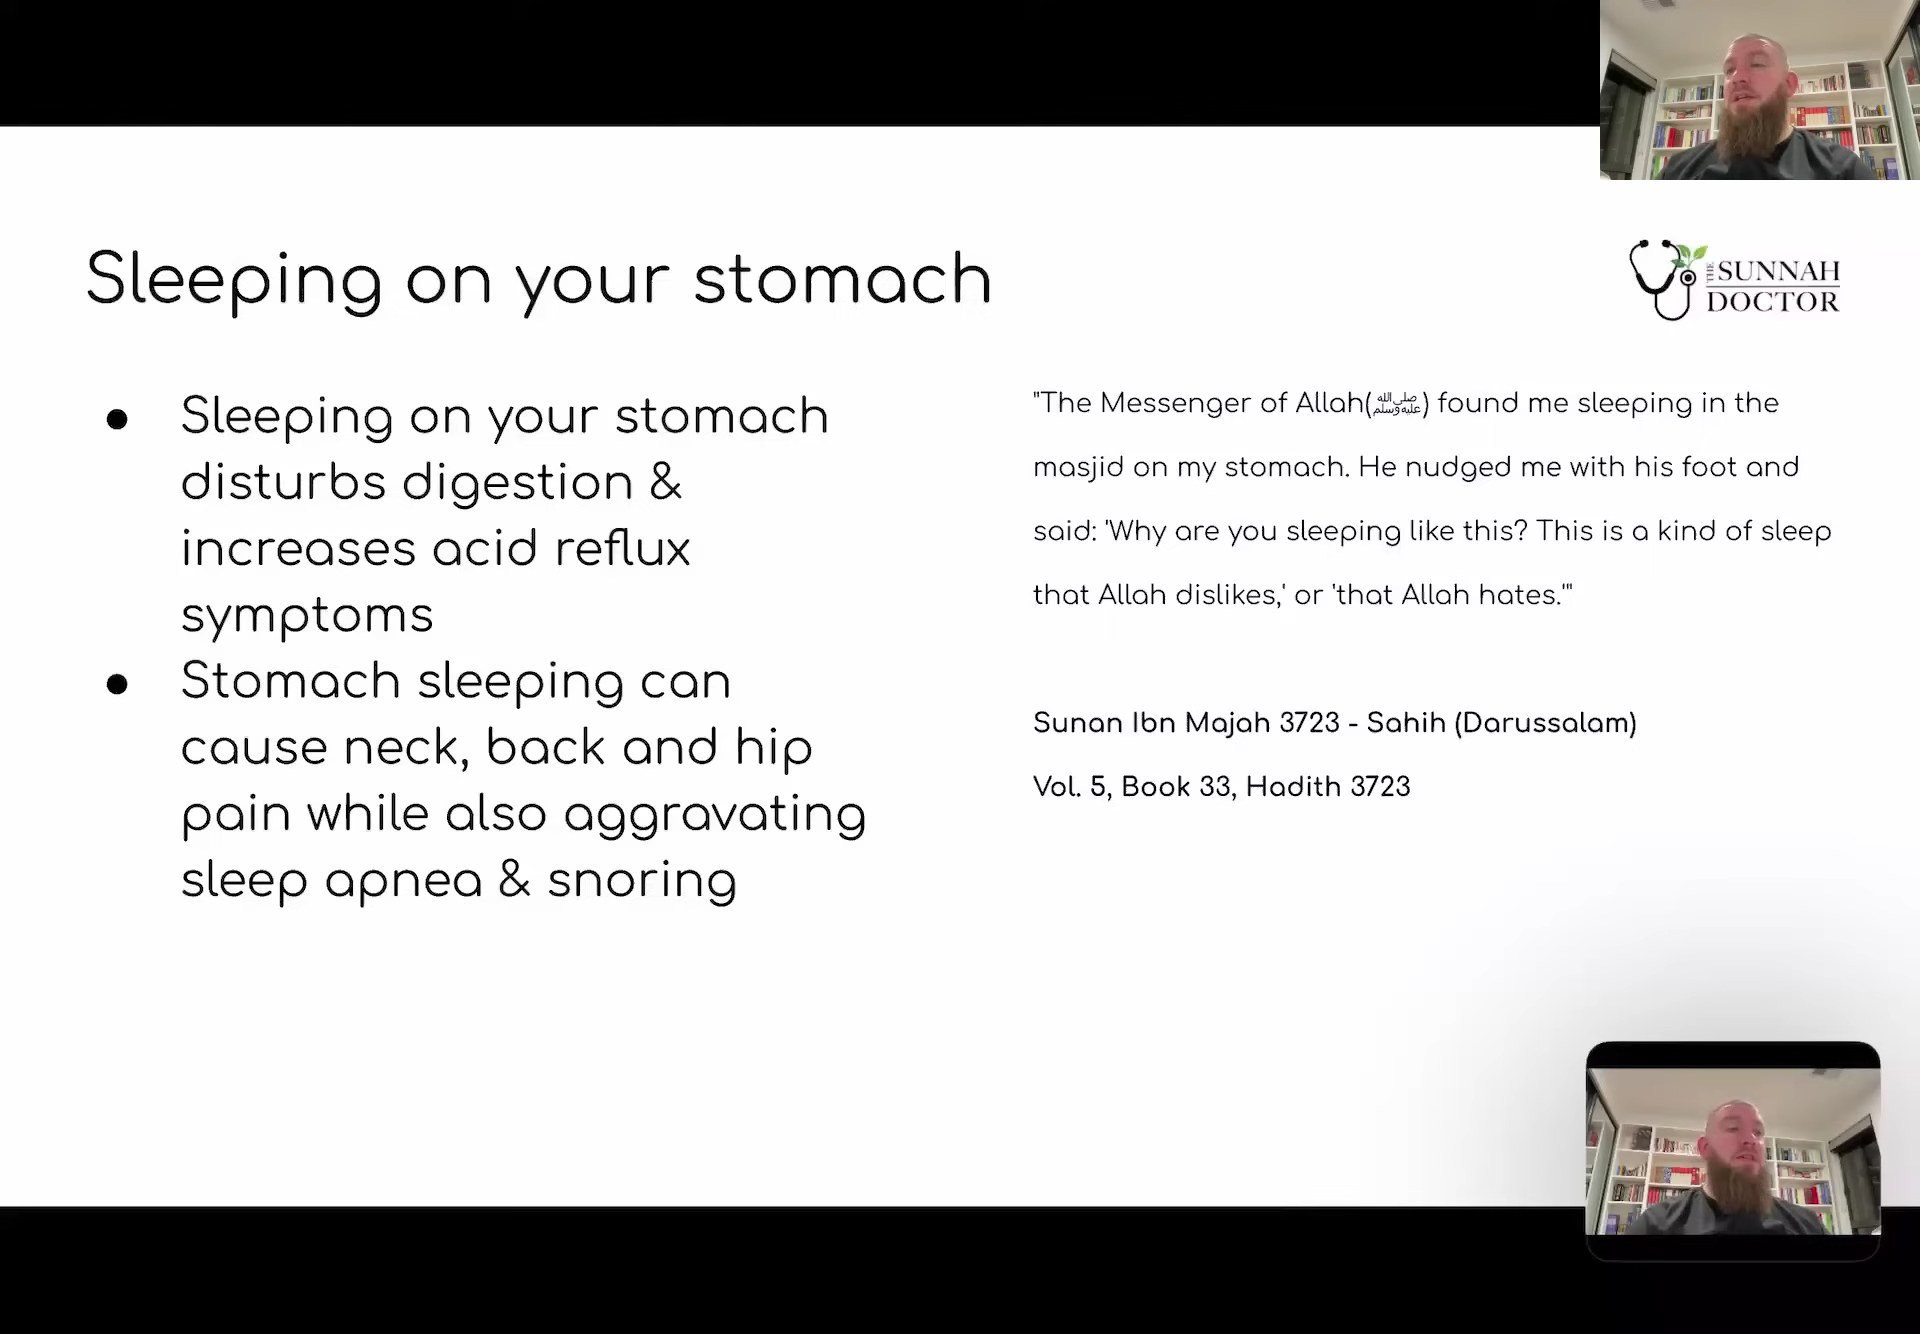 Sleeping on your stomach
THE SUNNAH
DOCTOR
● Sleeping on your stomach
disturbs digestion &
increases acid reflux
symptoms
● Stomach sleeping can
cause neck, back and hip
pain while also aggravating
sleep apnea & snoring
"The Messenger of Allah(ﷺ) found me sleeping in the
masjid on my stomach. He nudged me with his foot and
said: 'Why are you sleeping like this? This is a kind of sleep
that Allah dislikes,' or 'that Allah hates.'"
Sunan Ibn Majah 3723 - Sahih (Darussalam)
Vol. 5, Book 33, Hadith 3723